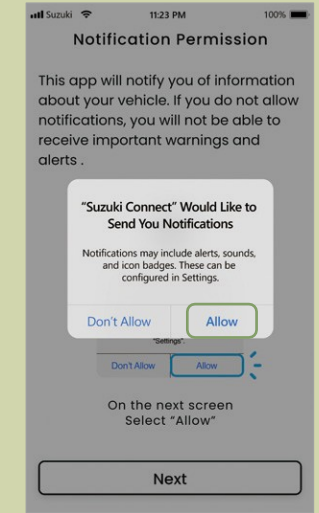 Suzuki 11:23 PM 100%
Notification Permission
This app will notify you of information
about your vehicle. If you do not allow
notifications, you will not be able to
receive important warnings and
alerts .
"Suzuki Connect" Would Like to
Send You Notifications
Notifications may include alerts, sounds,
and icon badges. These can be
configured in Settings.
Don't Allow Allow
"Settings".
Don't Allow Allow
On the next screen
Select "Allow"
Next